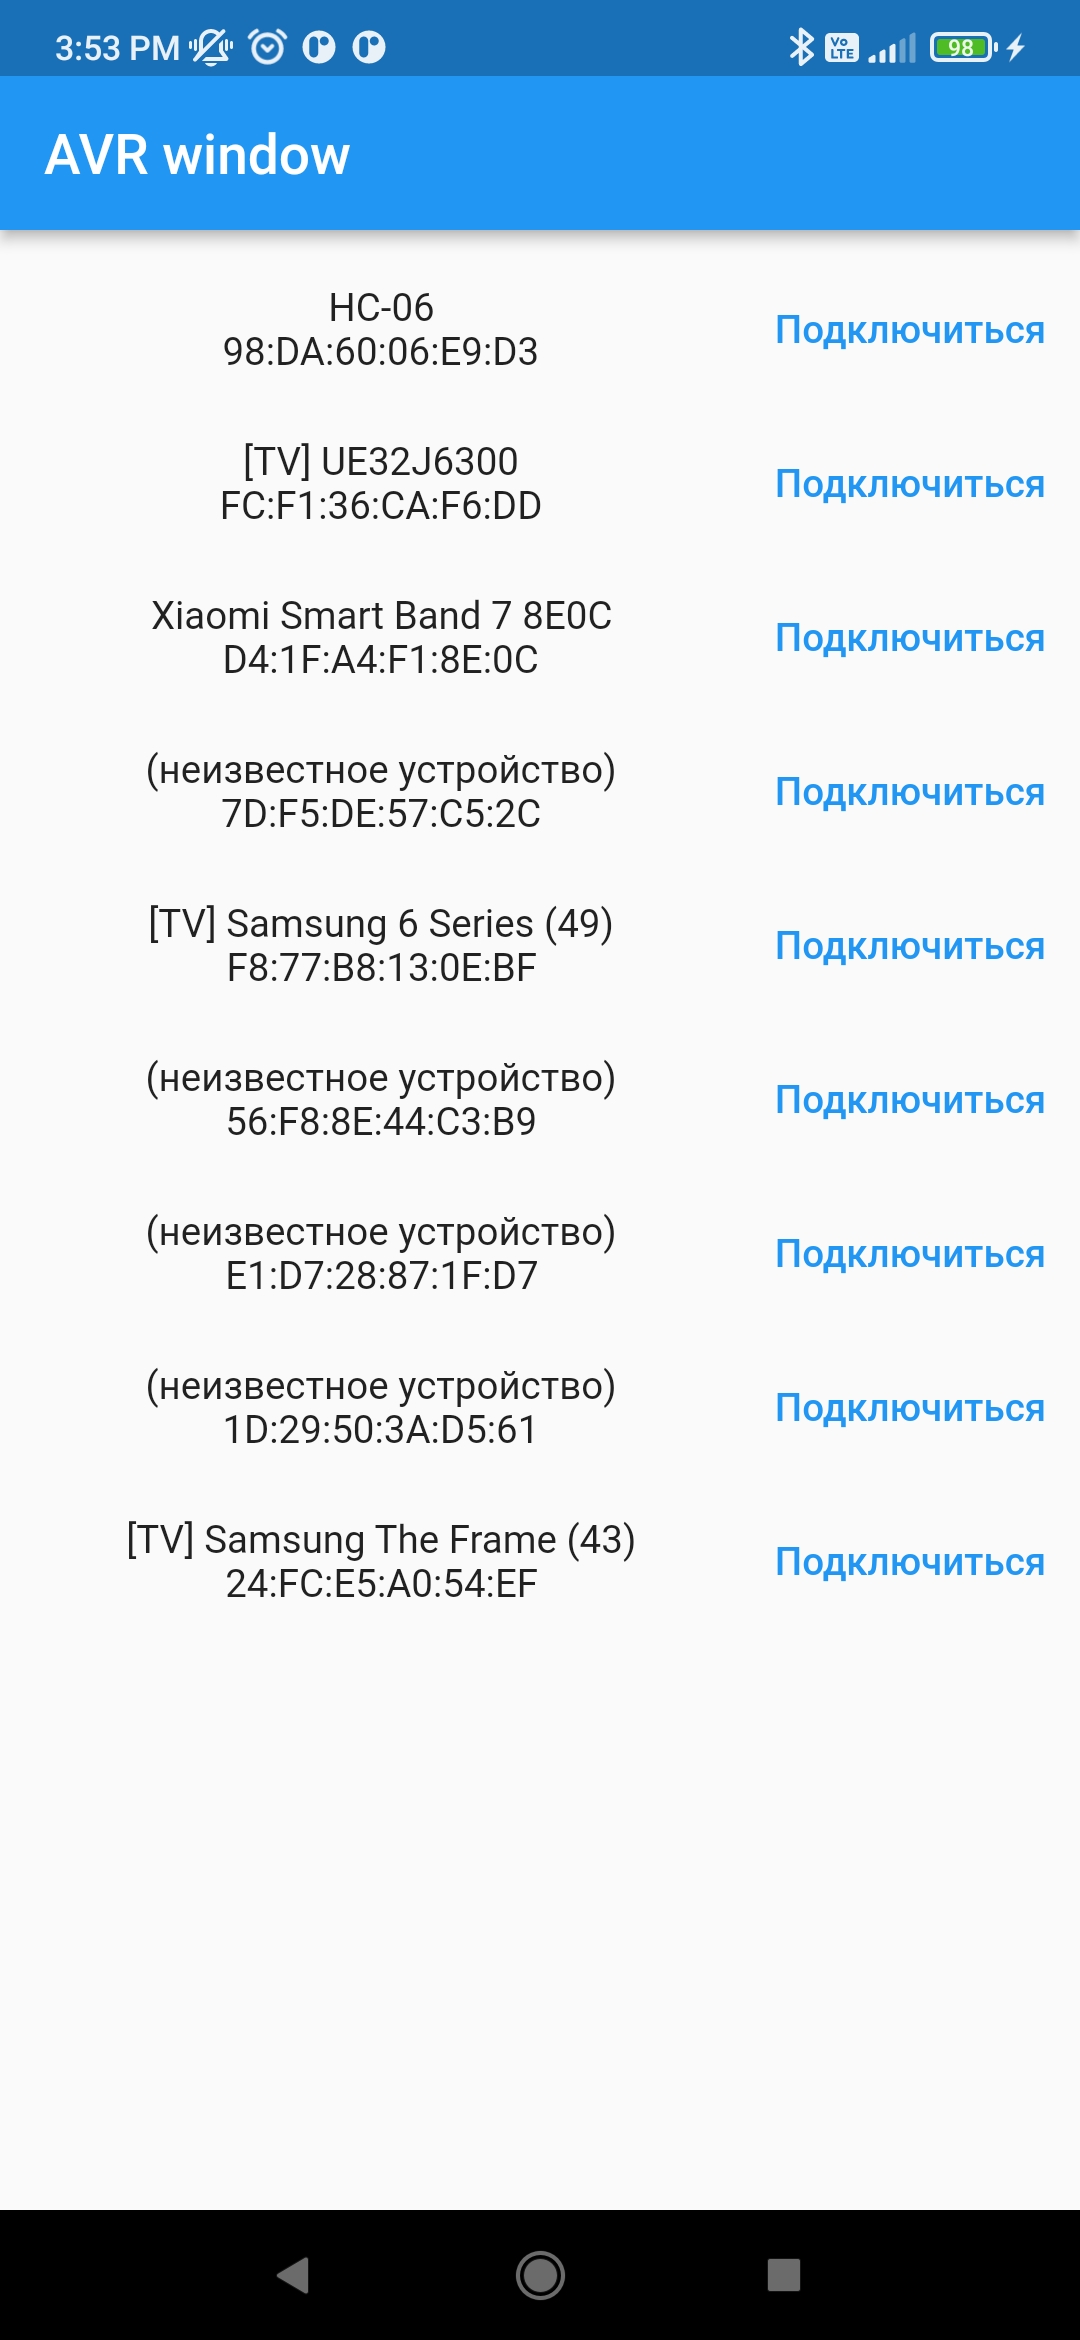 3:53 PM
Vo LTE
98
AVR window
HC-06
98:DA:60:06:E9:D3
Подключиться
[TV] UE32J6300
FC:F1:36:CA:F6:DD
Подключиться
Xiaomi Smart Band 7 8E0C
D4:1F:A4:F1:8E:0C
Подключиться
(неизвестное устройство)
7D:F5:DE:57:C5:2C
Подключиться
[TV] Samsung 6 Series (49)
F8:77:B8:13:0E:BF
Подключиться
(неизвестное устройство)
56:F8:8E:44:C3:B9
Подключиться
(неизвестное устройство)
E1:D7:28:87:1F:D7
Подключиться
(неизвестное устройство)
1D:29:50:3A:D5:61
Подключиться
[TV] Samsung The Frame (43)
24:FC:E5:A0:54:EF
Подключиться